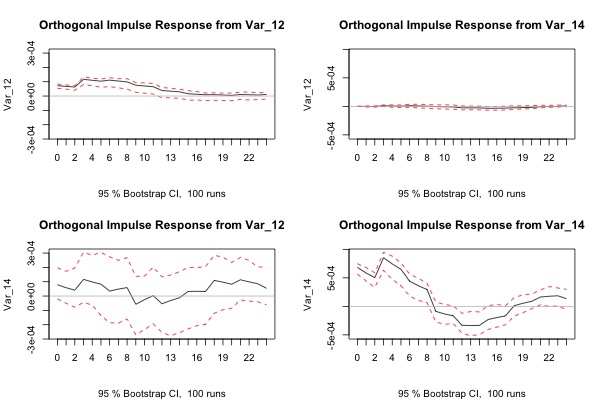 Orthogonal Impulse Response from Var_12
Orthogonal Impulse Response from Var_14
Var_12
3e-04
0e+00
-3e-04
0 2 4 6 8 10 13 16 19 22
95 % Bootstrap CI, 100 runs
5e-04
-5e-04
0 2 4 6 8 10 13 16 19 22
95 % Bootstrap CI, 100 runs
Var_12
Orthogonal Impulse Response from Var_12
Orthogonal Impulse Response from Var_14
Var_14
3e-04
0e+00
-3e-04
0 2 4 6 8 10 13 16 19 22
95 % Bootstrap CI, 100 runs
Var_14
5e-04
-5e-04
0 2 4 6 8 10 13 16 19 22
95 % Bootstrap CI, 100 runs